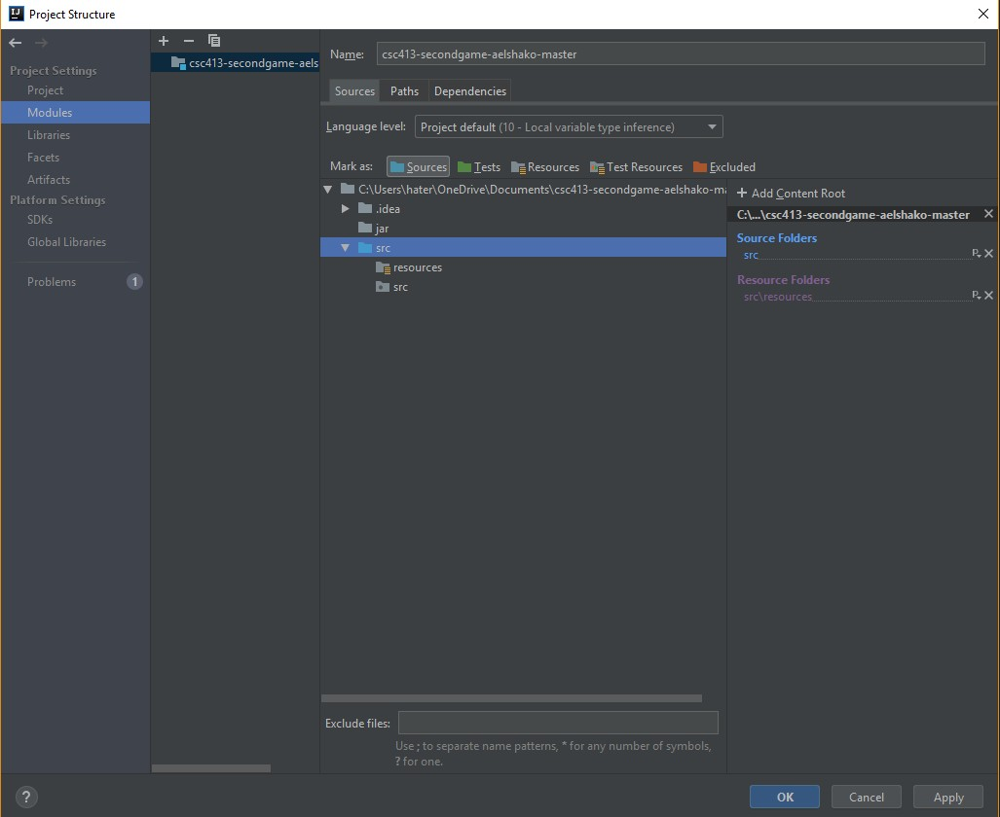 Project Structure
Project Settings
Project
Modules
Libraries
Facets
Artifacts
Platform Settings
SDKs
Global Libraries
Problems 1
csc413-secondgame-aels
Name: csc413-secondgame-aelshako-master
Sources Paths Dependencies
Language level: Project default (10 - Local variable type inference)
Mark as: Sources Tests Resources Test Resources Excluded
C:\Users\hater\OneDrive\Documents\csc413-secondgame-aelshako-ma
.idea
jar
src
resources
src
+ Add Content Root
C:\...\csc413-secondgame-aelshako-master
Source Folders
src
Resource Folders
src\resources
Exclude files:
Use ; to separate name patterns, * for any number of symbols,
? for one.
?
OK Cancel Apply